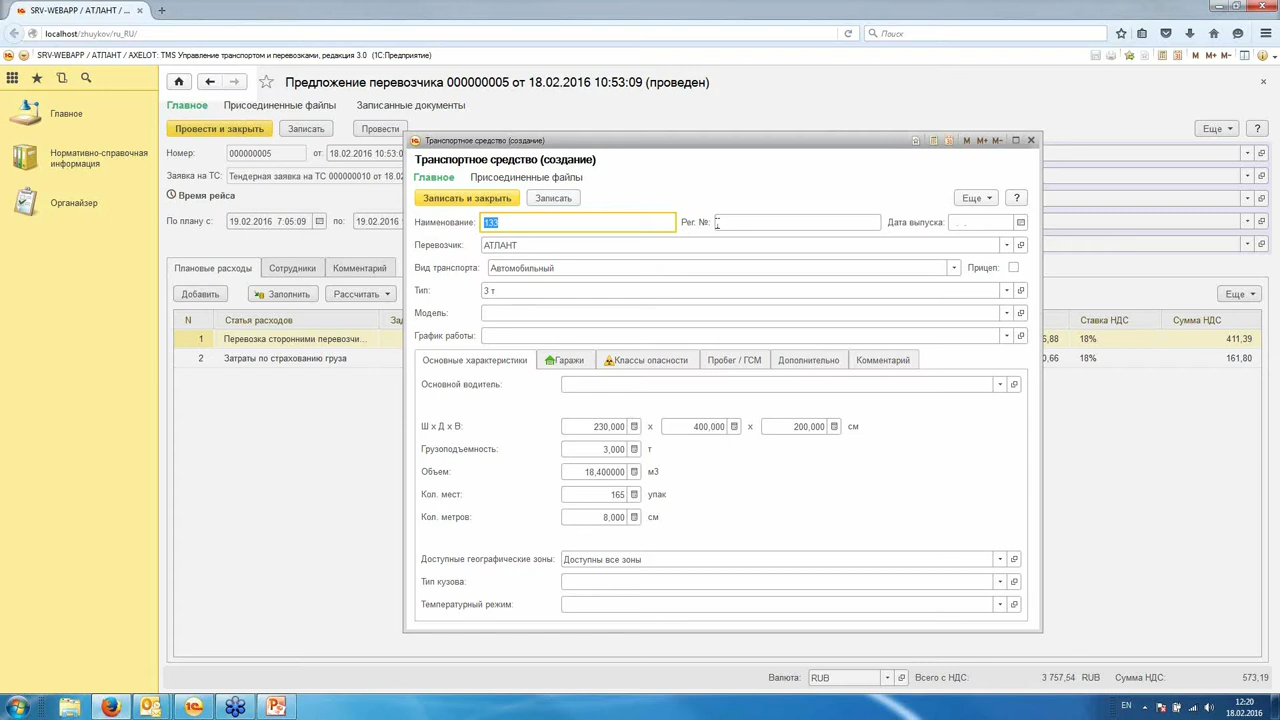 SRV-WEBAPP / АТЛАНТ / А...
localhost/zhuykov/ru_RU/
Поиск
SRV-WEBAPP / АТЛАНТ / AXELOT: TMS Управление транспортом и перевозками, редакция 3.0 (1С:Предприятие)
M M+ M-
Главное
Нормативно-справочная информация
Органайзер
Предложение перевозчика 000000005 от 18.02.2016 10:53:09 (проведен)
Главное Присоединенные файлы Записанные документы
Провести и закрыть Записать Провести Еще ?
Номер: 000000005 от: 18.02.2016 10:53:0
Заявка на ТС: Тендерная заявка на ТС 000000010 от 18.02
Время рейса
По плану с: 19.02.2016 7:05:09 по: 19.02.2016
Плановые расходы Сотрудники Комментарий
Добавить Заполнить Рассчитать Еще
N Статья расходов Зад Ставка НДС Сумма НДС
1 Перевозка сторонними перевозчи... 6,88 18% 411,39
2 Затраты по страхованию груза 0,66 18% 161,80
Транспортное средство (создание)
M M+ M-
Транспортное средство (создание)
Главное Присоединенные файлы
Записать и закрыть Записать Еще ?
Наименование: 133 Рег. №: Дата выпуска: . .
Перевозчик: АТЛАНТ
Вид транспорта: Автомобильный Прицеп:
Тип: 3 т
Модель:
График работы:
Основные характеристики Гаражи Классы опасности Пробег / ГСМ Дополнительно Комментарий
Основной водитель:
Ш x Д x В: 230,000 x 400,000 x 200,000 см
Грузоподъемность: 3,000 т
Объем: 18,400000 м3
Кол. мест: 165 упак
Кол. метров: 8,000 см
Доступные географические зоны: Доступны все зоны
Тип кузова:
Температурный режим:
Валюта: RUB Всего с НДС: 3 757,54 Сумма НДС: 573,19
EN 12:20
18.02.2016